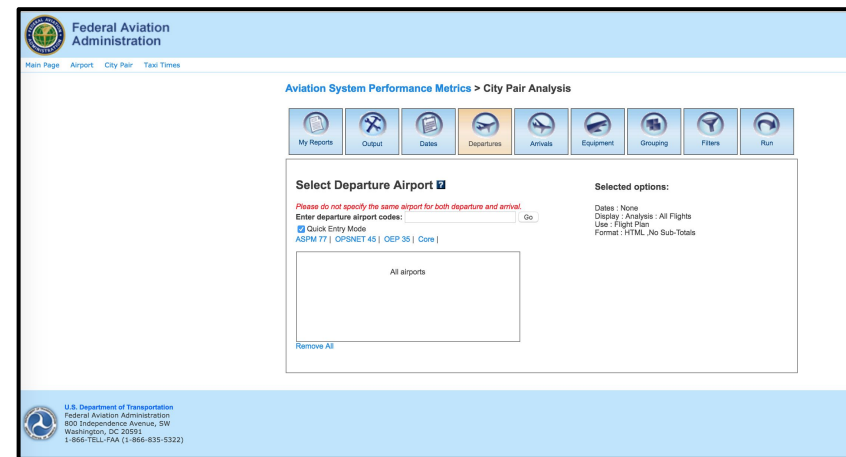 Federal Aviation
Administration
Main Page Airport City Pair Taxi Times
Aviation System Performance Metrics > City Pair Analysis
My Reports Output Dates Departures Arrivals Equipment Grouping Filters Run
Select Departure Airport ?
Please do not specify the same airport for both departure and arrival.
Enter departure airport codes: Go
Quick Entry Mode
ASPM 77 | OPSNET 45 | OEP 35 | Core |
All airports
Remove All
Selected options:
Dates : None
Display : Analysis : All Flights
Use : Flight Plan
Format : HTML ,No Sub-Totals
U.S. Department of Transportation
Federal Aviation Administration
800 Independence Avenue, SW
Washington, DC 20591
1-866-TELL-FAA (1-866-835-5322)